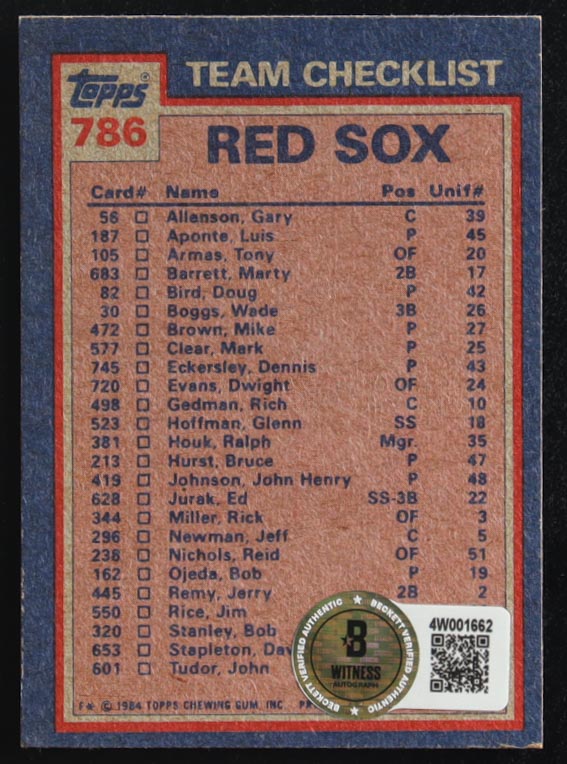 TEAM CHECKLIST
Topps®
786
RED SOX
Card# Name Pos Unif#
56 Allenson, Gary C 39
187 Aponte, Luis P 45
105 Armas, Tony OF 20
683 Barrett, Marty 2B 17
82 Bird, Doug P 42
30 Boggs, Wade 3B 26
472 Brown, Mike P 27
577 Clear, Mark P 25
745 Eckersley, Dennis P 43
720 Evans, Dwight OF 24
498 Gedman, Rich C 10
523 Hoffman, Glenn SS 18
381 Houk, Ralph Mgr. 35
213 Hurst, Bruce P 47
419 Johnson, John Henry P 48
628 Jurak, Ed SS-3B 22
344 Miller, Rick OF 3
296 Newman, Jeff C 5
238 Nichols, Reid OF 51
162 Ojeda, Bob P 19
445 Remy, Jerry 2B 2
550 Rice, Jim
320 Stanley, Bob
653 Stapleton, Da
601 Tudor, John
F* © 1984 TOPPS CHEWING GUM, INC.
BECKETT VERIFIED AUTHENTIC
BECKETT VERIFIED AUTHENTIC
B
WITNESS
AUTOGRAPH
4W001662